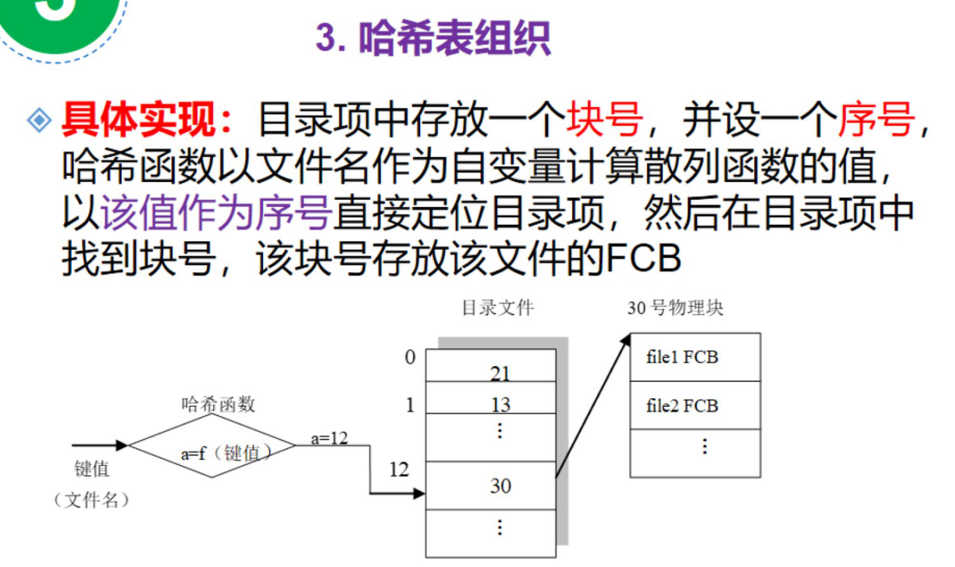 3
3. 哈希表组织
具体实现：目录项中存放一个块号，并设一个序号，
哈希函数以文件名作为自变量计算散列函数的值，
以该值作为序号直接定位目录项，然后在目录项中
找到块号，该块号存放该文件的FCB
目录文件
30 号物理块
0
21
file1 FCB
1
13
file2 FCB
⋮
⋮
哈希函数
a=f（键值）
a=12
键值
（文件名）
12
30
⋮